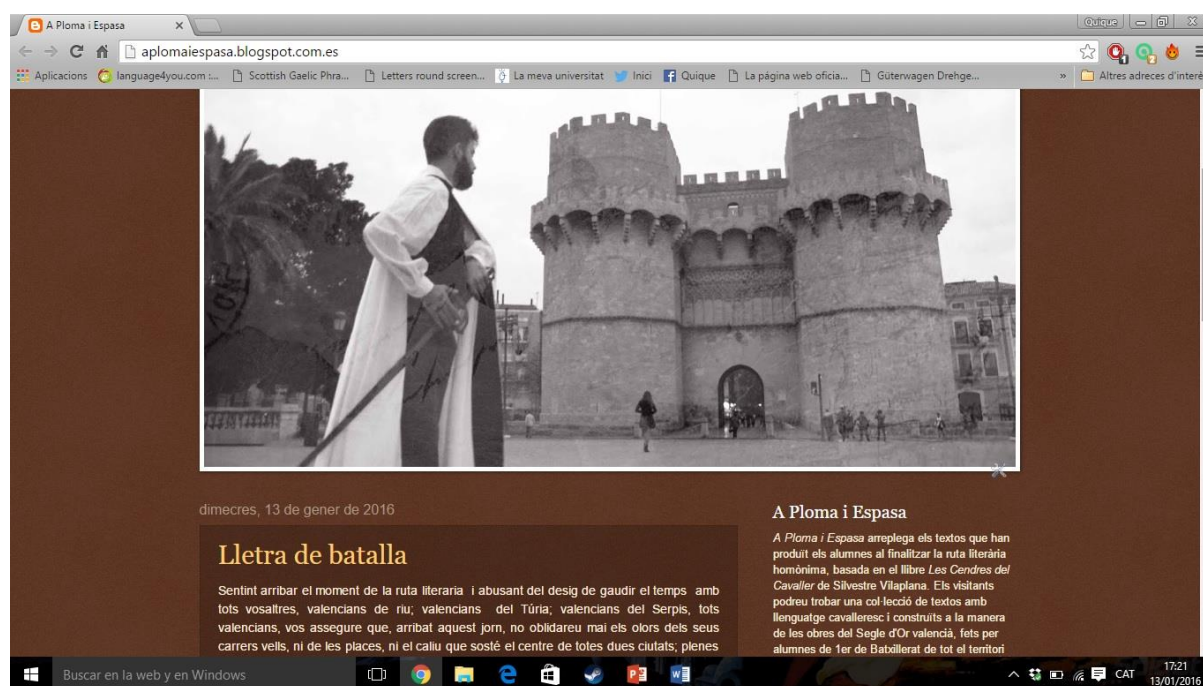 A Ploma i Espasa
Quique
aplomaiespasa.blogspot.com.es
Aplicacions language4you.com :... Scottish Gaelic Phra... Letters round screen... La meva universitat Inici Quique La página web oficia... Güterwagen Drehge... » Altres adreces d'interè
dimecres, 13 de gener de 2016
Lletra de batalla
Sentint arribar el moment de la ruta literaria i abusant del desig de gaudir el temps amb
tots vosaltres, valencians de riu; valencians del Túria; valencians del Serpis, tots
valencians, vos assegure que, arribat aquest jorn, no oblidareu mai els olors dels seus
carrers vells, ni de les places, ni el caliu que sosté el centre de totes dues ciutats; plenes
A Ploma i Espasa
A Ploma i Espasa arreplega els textos que han
produït els alumnes al finalitzar la ruta literària
homònima, basada en el llibre Les Cendres del
Cavaller de Silvestre Vilaplana. Els visitants
podreu trobar una col·lecció de textos amb
llenguatge cavalleresc i construïts a la manera
de les obres del Segle d'Or valencià, fets per
alumnes de 1er de Batxillerat de tot el territori
Buscar en la web y en Windows
CAT
17:21
13/01/2016